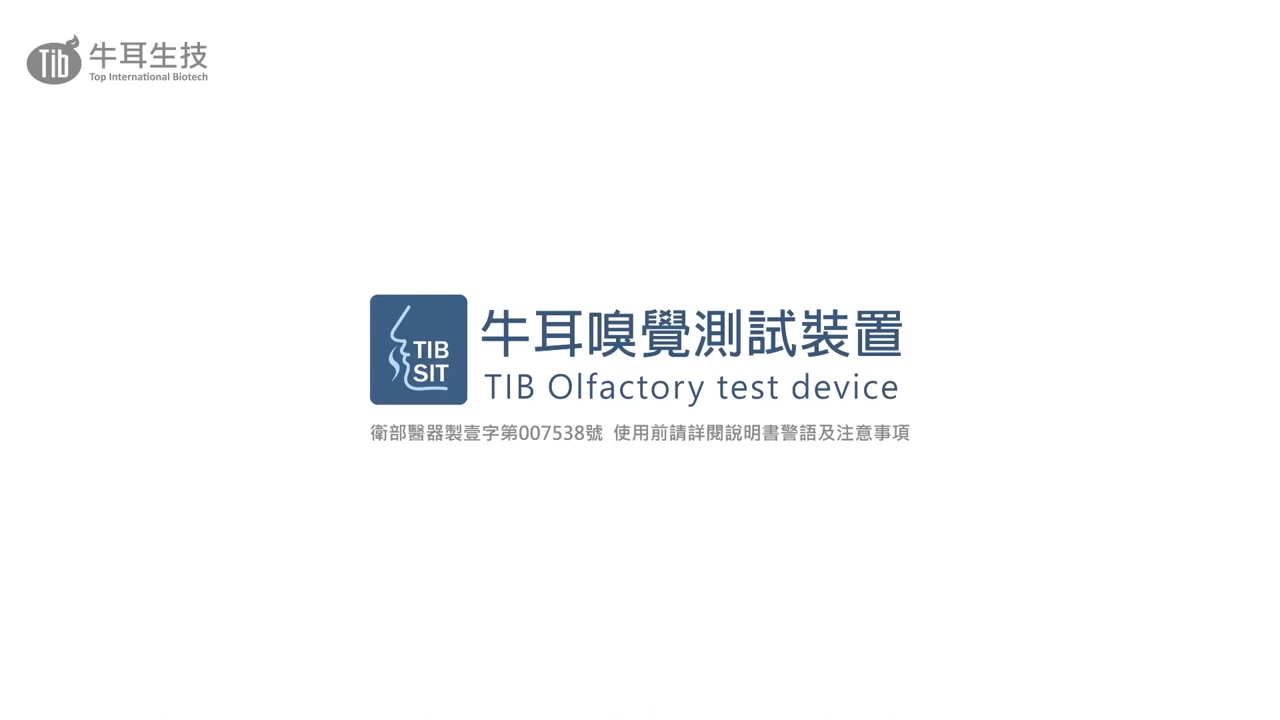 Tib 牛耳生技
Top International Biotech
TIB
SIT
牛耳嗅覺測試裝置
TIB Olfactory test device
衛部醫器製壹字第007538號 使用前請詳閱說明書警語及注意事項